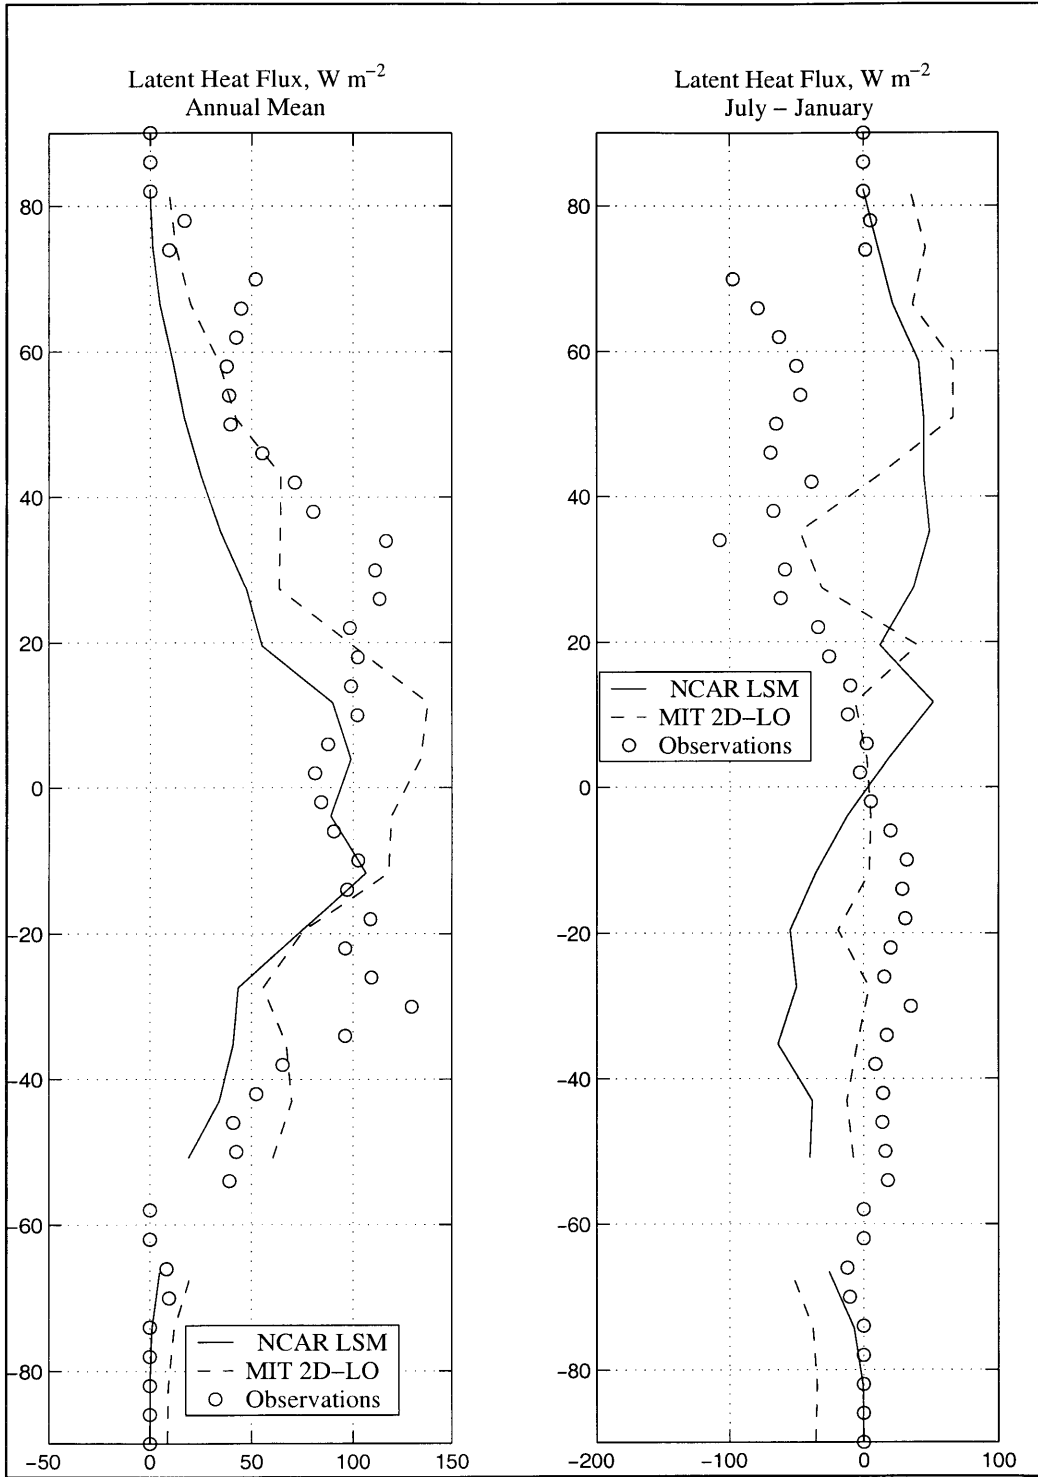 Latent Heat Flux, W m−2
Annual Mean
80
60
40
20
0
−20
−40
−60
−80
−50
0
50
100
150
NCAR LSM
MIT 2D−LO
Observations
Latent Heat Flux, W m−2
July − January
80
60
40
20
0
−20
−40
−60
−80
−200
−100
0
100
NCAR LSM
MIT 2D−LO
Observations